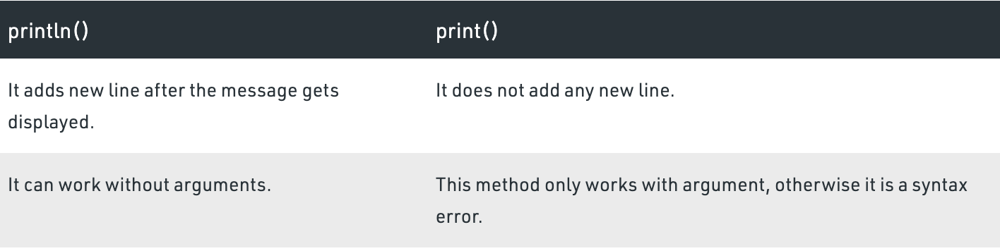 println()
print()
It adds new line after the message gets
displayed.
It does not add any new line.
It can work without arguments.
This method only works with argument, otherwise it is a syntax
error.